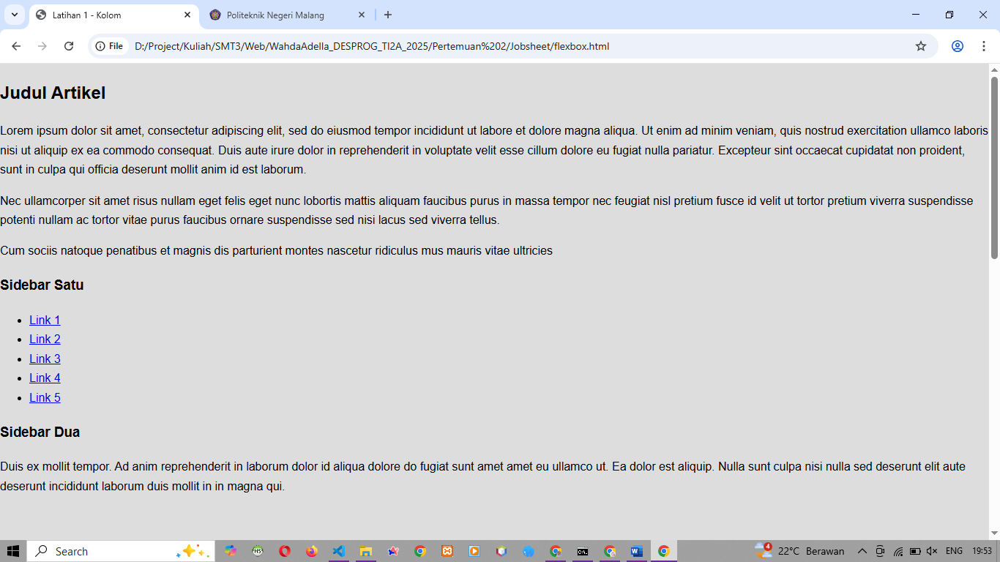 Latihan 1 - Kolom
Politeknik Negeri Malang
File
D:/Project/Kuliah/SMT3/Web/WahdaAdella_DESPROG_TI2A_2025/Pertemuan%202/Jobsheet/flexbox.html
Judul Artikel
Lorem ipsum dolor sit amet, consectetur adipiscing elit, sed do eiusmod tempor incididunt ut labore et dolore magna aliqua. Ut enim ad minim veniam, quis nostrud exercitation ullamco laboris
nisi ut aliquip ex ea commodo consequat. Duis aute irure dolor in reprehenderit in voluptate velit esse cillum dolore eu fugiat nulla pariatur. Excepteur sint occaecat cupidatat non proident,
sunt in culpa qui officia deserunt mollit anim id est laborum.
Nec ullamcorper sit amet risus nullam eget felis eget nunc lobortis mattis aliquam faucibus purus in massa tempor nec feugiat nisl pretium fusce id velit ut tortor pretium viverra suspendisse
potenti nullam ac tortor vitae purus faucibus ornare suspendisse sed nisi lacus sed viverra tellus.
Cum sociis natoque penatibus et magnis dis parturient montes nascetur ridiculus mus mauris vitae ultricies
Sidebar Satu
Link 1
Link 2
Link 3
Link 4
Link 5
Sidebar Dua
Duis ex mollit tempor. Ad anim reprehenderit in laborum dolor id aliqua dolore do fugiat sunt amet amet eu ullamco ut. Ea dolor est aliquip. Nulla sunt culpa nisi nulla sed deserunt elit aute
deserunt incididunt laborum duis mollit in in magna qui.
Search
HS
4
22°C Berawan
ENG
19:53